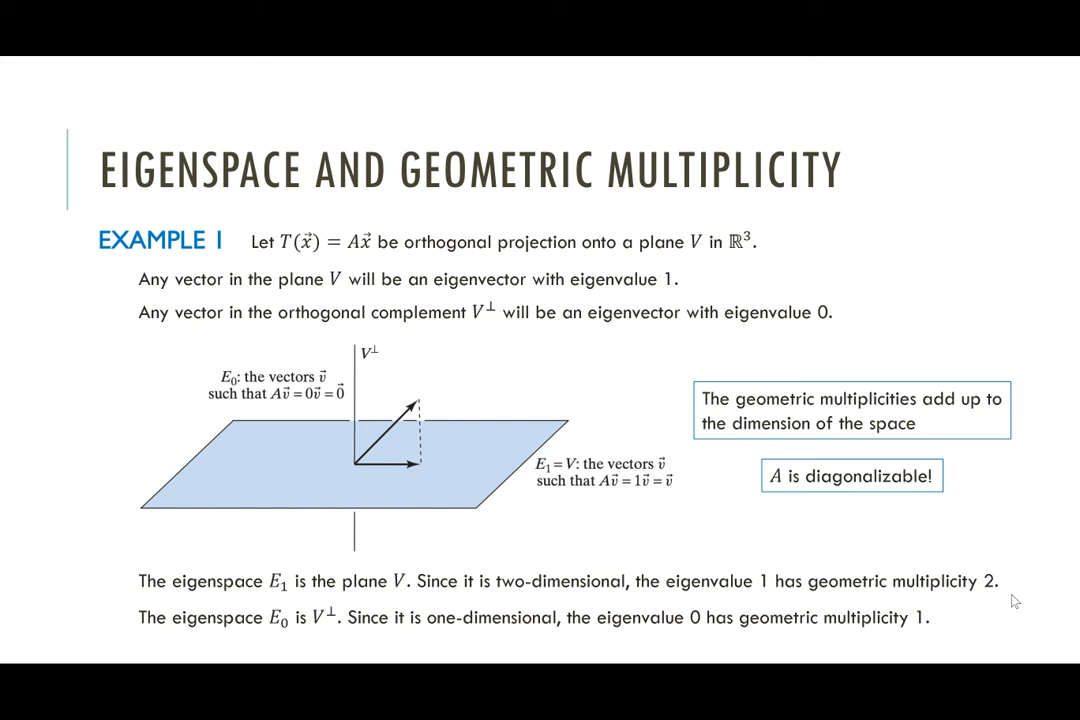 EIGENSPACE AND GEOMETRIC MULTIPLICITY
EXAMPLE 1 Let T(x⃗) = Ax⃗ be orthogonal projection onto a plane V in ℝ³.
Any vector in the plane V will be an eigenvector with eigenvalue 1.
Any vector in the orthogonal complement V⊥ will be an eigenvector with eigenvalue 0.
V⊥
E₀: the vectors v⃗
such that Av⃗ = 0v⃗ = 0⃗
The geometric multiplicities add up to
the dimension of the space
E₁ = V: the vectors v⃗
such that Av⃗ = 1v⃗ = v⃗
A is diagonalizable!
The eigenspace E₁ is the plane V. Since it is two-dimensional, the eigenvalue 1 has geometric multiplicity 2.
The eigenspace E₀ is V⊥. Since it is one-dimensional, the eigenvalue 0 has geometric multiplicity 1.